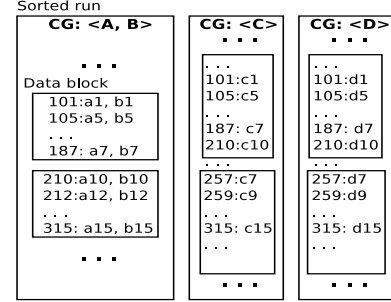 Sorted run
CG: <A, B>
. . .
Data block
101:a1, b1
105:a5, b5
. . .
187: a7, b7
210:a10, b10
212:a12, b12
. . .
315: a15, b15
. . .
CG: <C>
. . .
. . .
101:c1
105:c5
. . .
187: c7
210:c10
. . .
257:c7
259:c9
. . .
315: c15
. . .
. . .
CG: <D>
. . .
. . .
101:d1
105:d5
. . .
187: d7
210:d10
. . .
257:d7
259:d9
. . .
315: d15
. . .
. . .